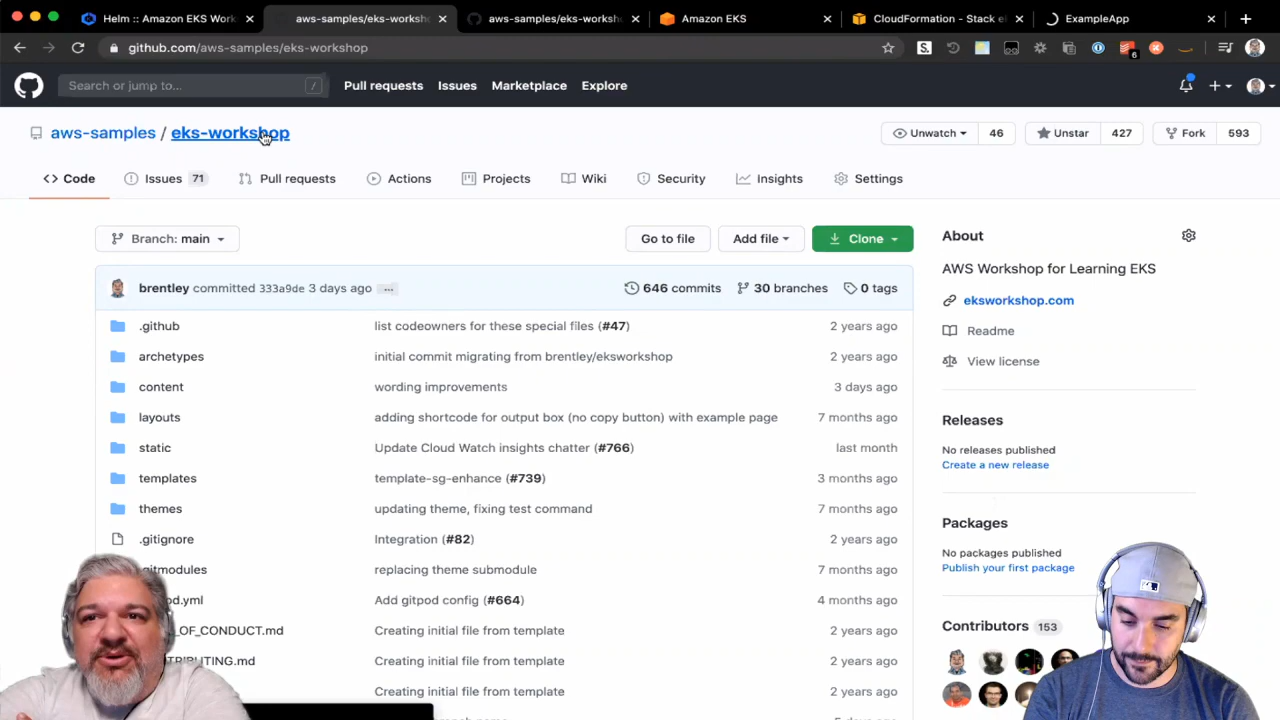 Helm :: Amazon EKS Work
aws-samples/eks-worksho
aws-samples/eks-worksh
Amazon EKS
CloudFormation - Stack e
ExampleApp
github.com/aws-samples/eks-workshop
6
Search or jump to...
/
Pull requests
Issues
Marketplace
Explore
aws-samples / eks-workshop
Unwatch 46
Unstar 427
Fork 593
Code
Issues 71
Pull requests
Actions
Projects
Wiki
Security
Insights
Settings
Branch: main
Go to file
Add file
Clone
brentley committed 333a9de 3 days ago ...
646 commits
30 branches
0 tags
.github list codeowners for these special files (#47) 2 years ago
archetypes initial commit migrating from brentley/eksworkshop 2 years ago
content wording improvements 3 days ago
layouts adding shortcode for output box (no copy button) with example page 7 months ago
static Update Cloud Watch insights chatter (#766) last month
templates template-sg-enhance (#739) 3 months ago
themes updating theme, fixing test command 7 months ago
.gitignore Integration (#82) 2 years ago
gitmodules replacing theme submodule 7 months ago
od.yml Add gitpod config (#664) 4 months ago
_OF_CONDUCT.md Creating initial file from template 2 years ago
TRIBUTING.md Creating initial file from template 2 years ago
Creating initial file from template 2 years ago
About
AWS Workshop for Learning EKS
eksworkshop.com
Readme
View license
Releases
No releases published
Create a new release
Packages
No packages published
Publish your first package
Contributors 153